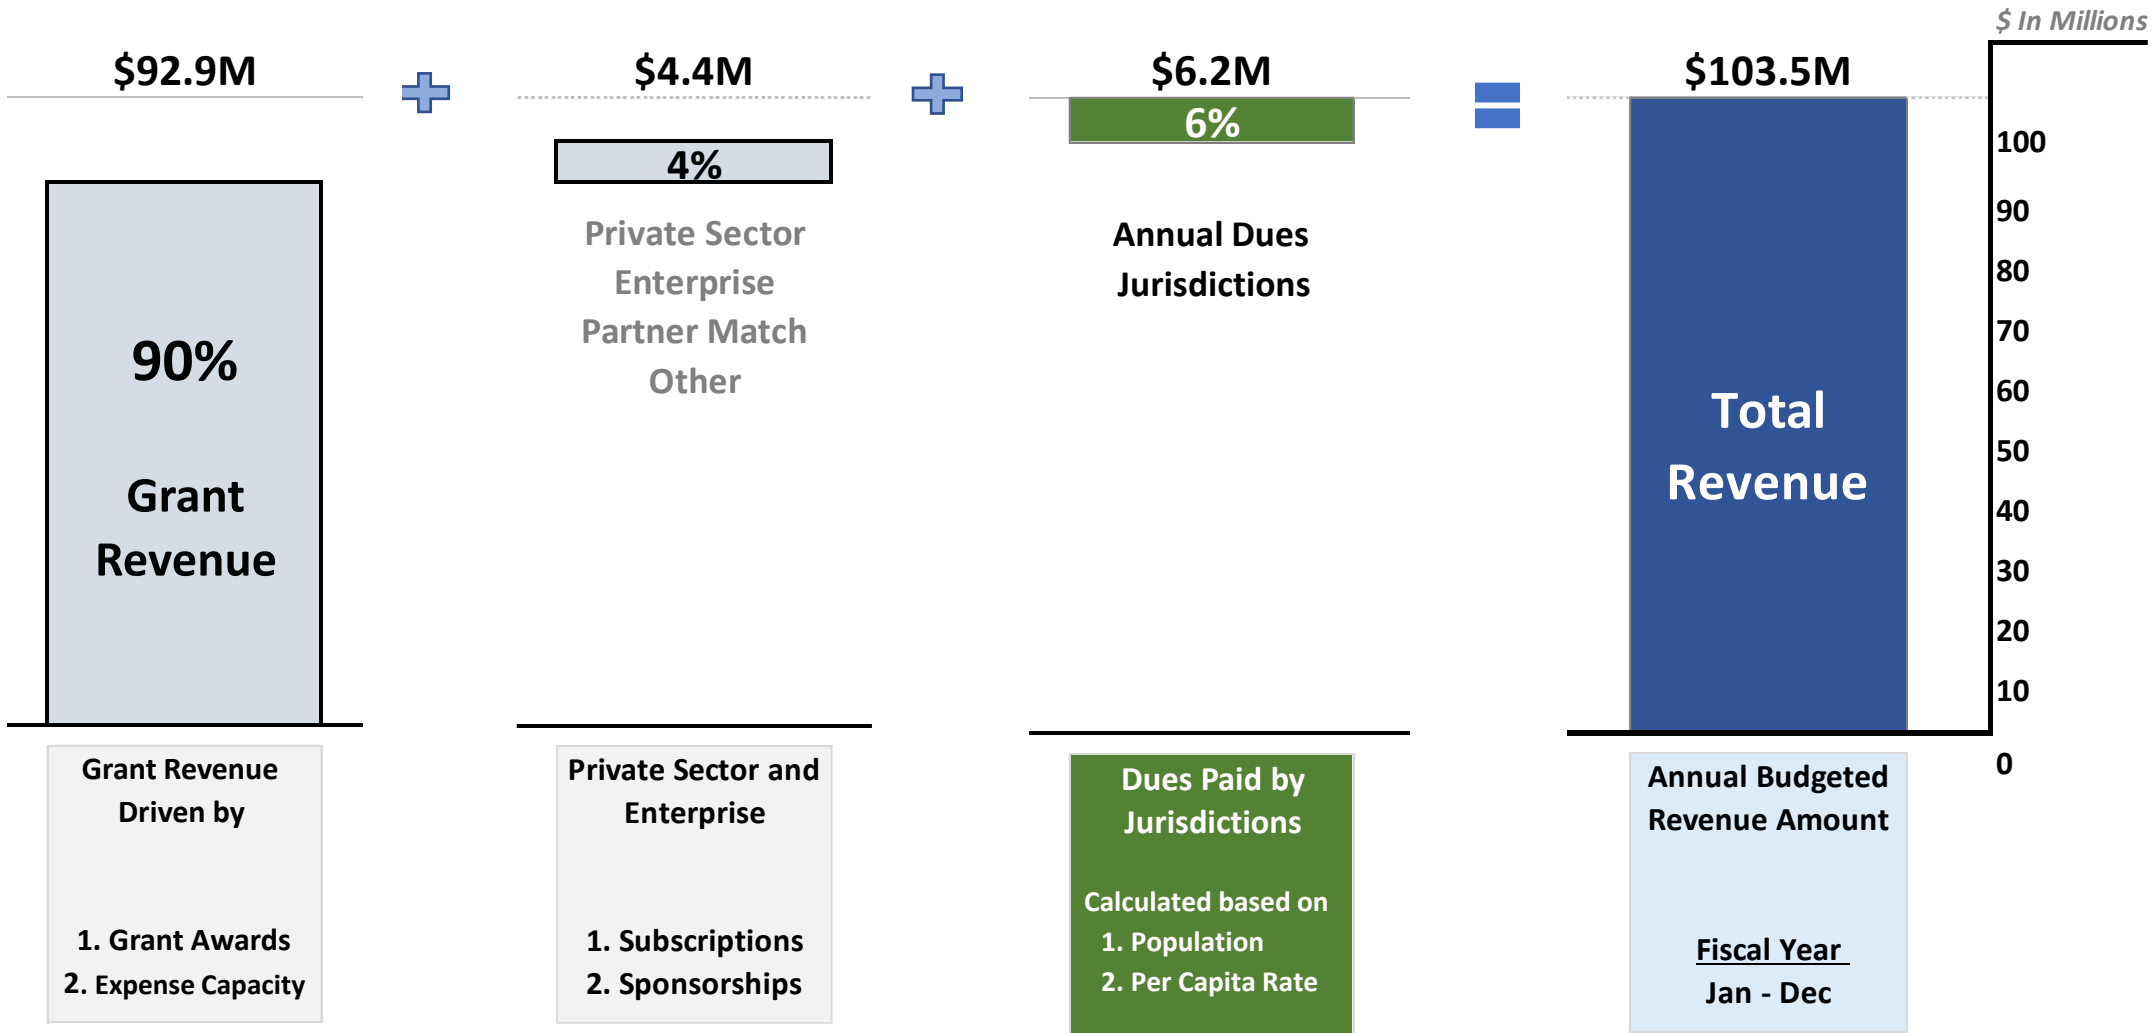 $ In Millions
$92.9M
$4.4M
$6.2M
$103.5M
6%
4%
90%
Grant
Revenue
Private Sector
Enterprise
Partner Match
Other
Annual Dues
Jurisdictions
Total
Revenue
100
90
80
70
60
50
40
30
20
10
0
Grant Revenue
Driven by
1. Grant Awards
2. Expense Capacity
Private Sector and
Enterprise
1. Subscriptions
2. Sponsorships
Dues Paid by
Jurisdictions
Calculated based on
1. Population
2. Per Capita Rate
Annual Budgeted
Revenue Amount
Fiscal Year
Jan - Dec